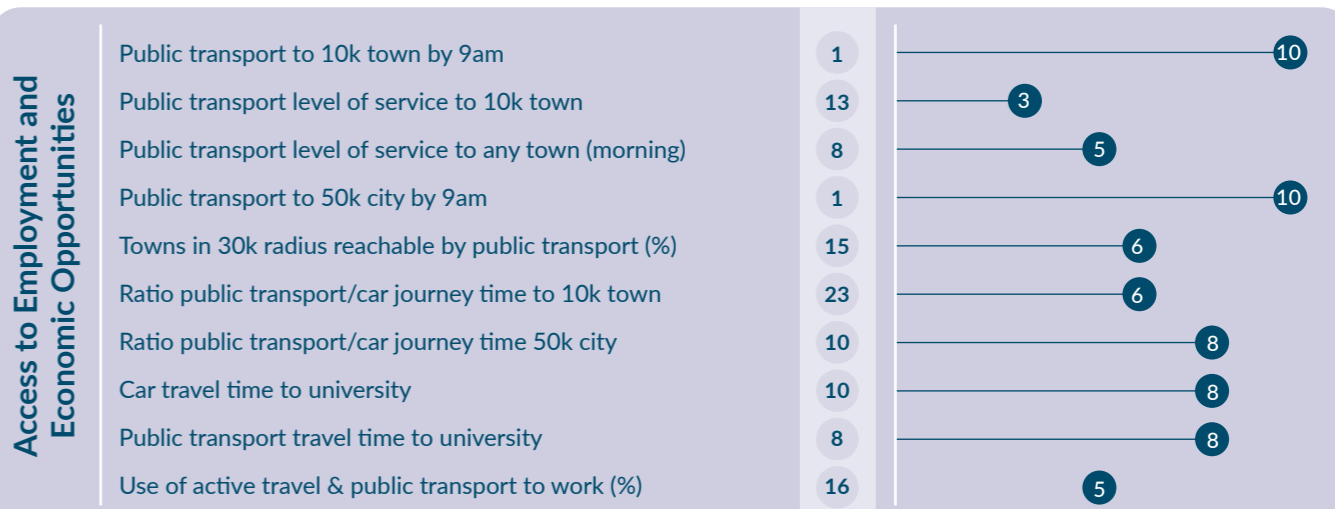 Access to Employment and
Economic Opportunities
Public transport to 10k town by 9am 1 10
Public transport level of service to 10k town 13 3
Public transport level of service to any town (morning) 8 5
Public transport to 50k city by 9am 1 10
Towns in 30k radius reachable by public transport (%) 15 6
Ratio public transport/car journey time to 10k town 23 6
Ratio public transport/car journey time 50k city 10 8
Car travel time to university 10 8
Public transport travel time to university 8 8
Use of active travel & public transport to work (%) 16 5